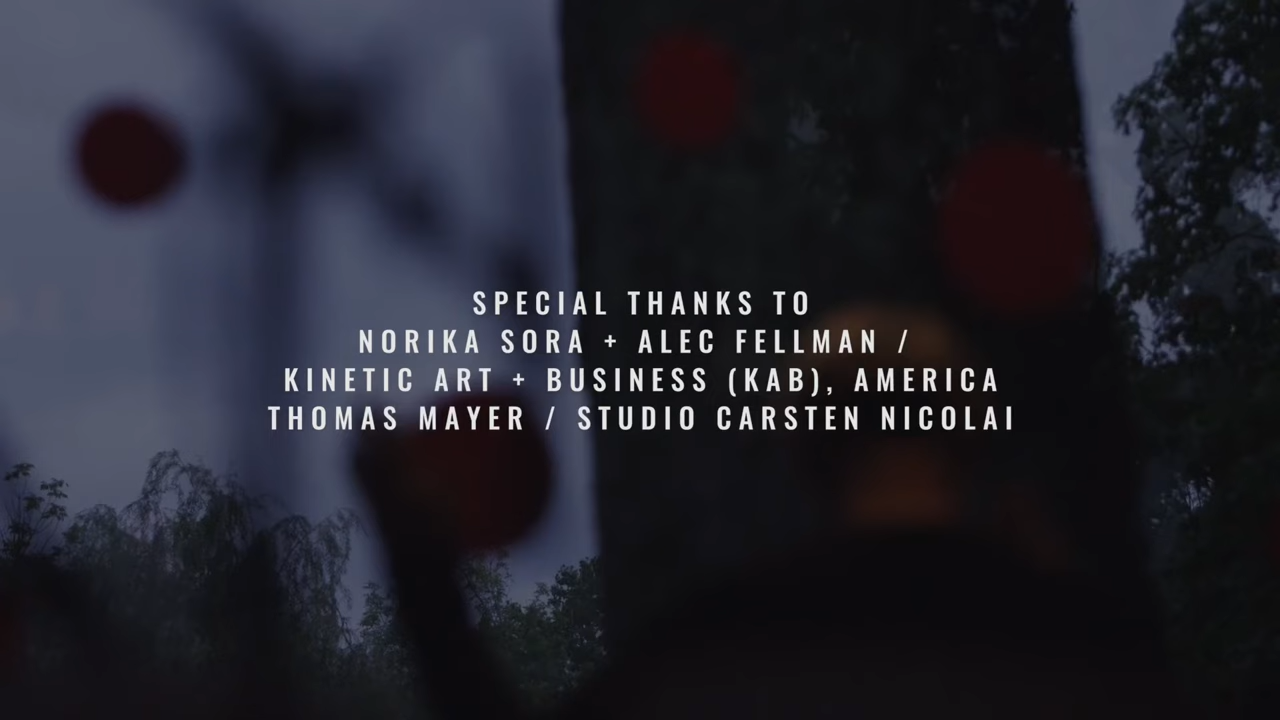 SPECIAL THANKS TO
NORIKA SORA + ALEC FELLMAN /
KINETIC ART + BUSINESS (KAB), AMERICA
THOMAS MAYER / STUDIO CARSTEN NICOLAI